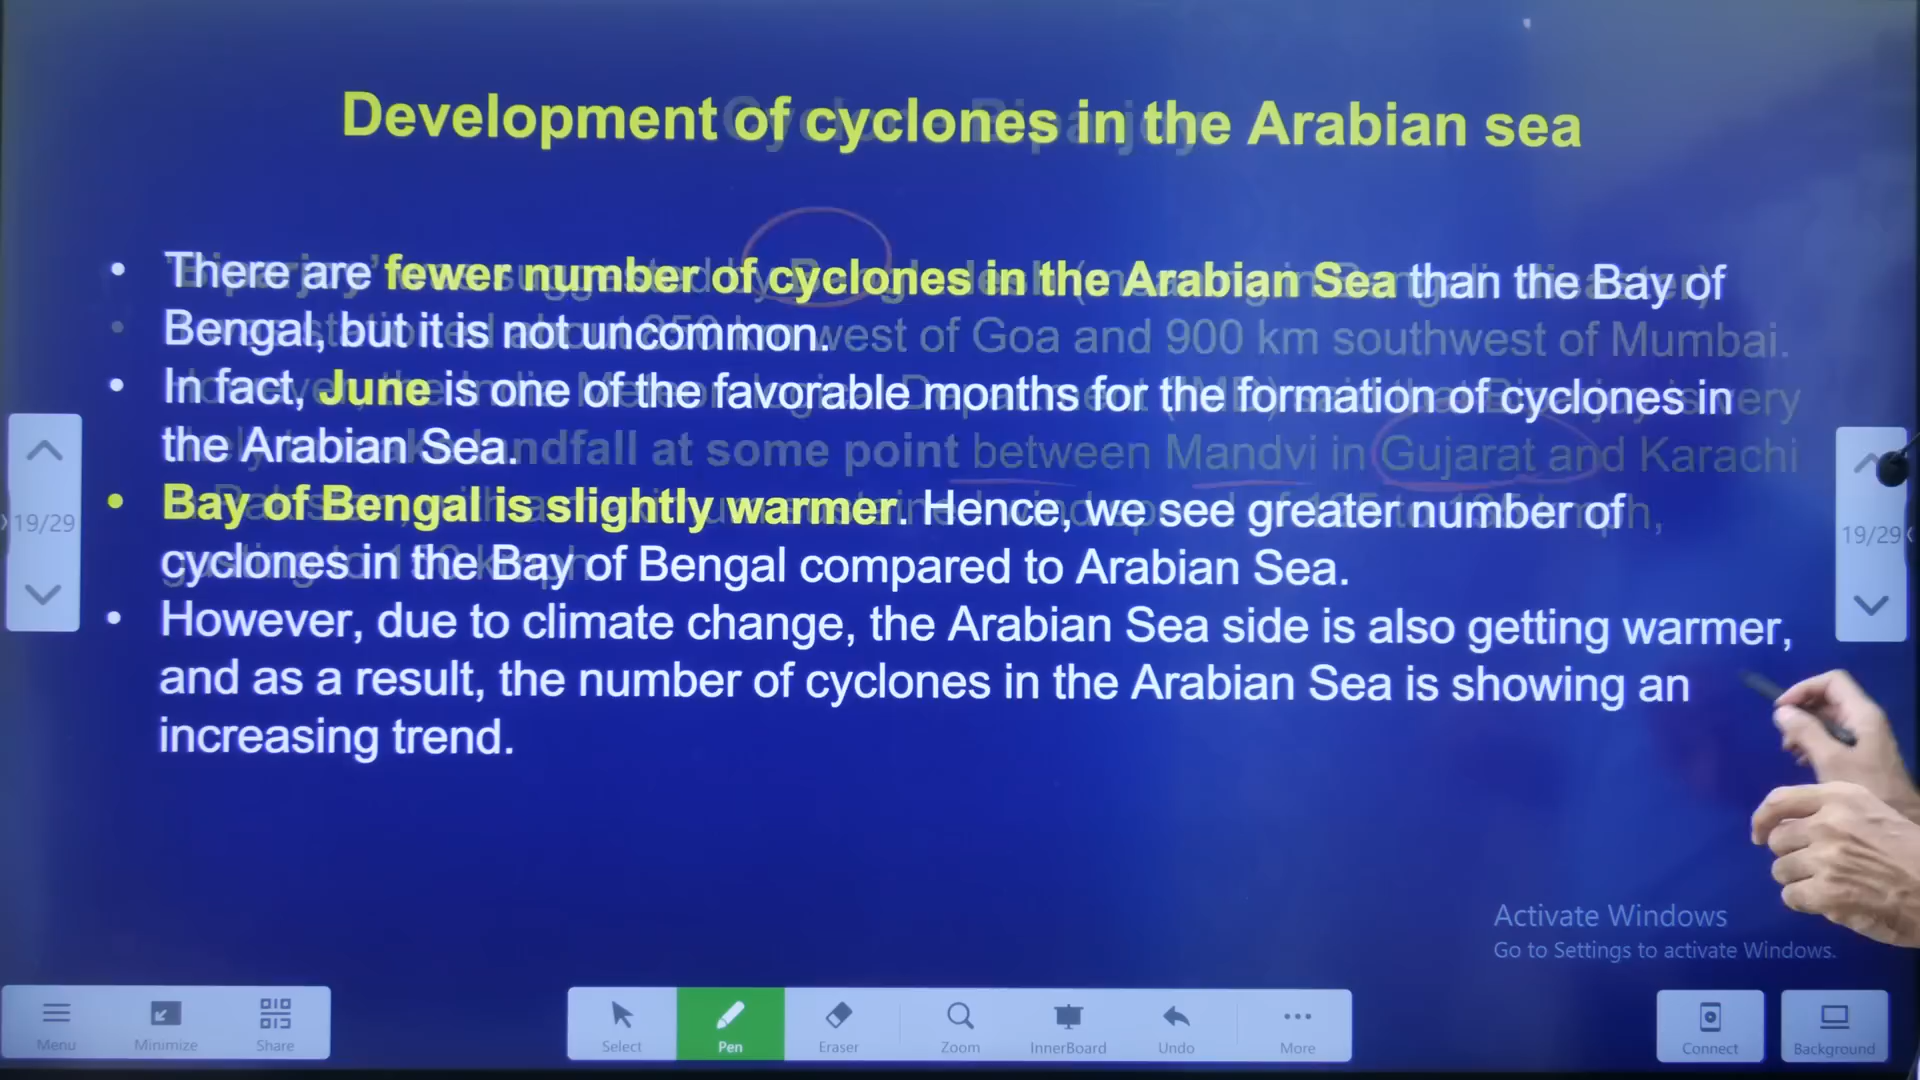 Development of cyclones in the Arabian sea
• There are fewer number of cyclones in the Arabian Sea than the Bay of
Bengal, but it is not uncommon.
west of Goa and 900 km southwest of Mumbai.
• In fact, June is one of the favorable months for the formation of cyclones in
very
the Arabian Sea.
landfall at some point between Mandvi in Gujarat and Karachi
• Bay of Bengal is slightly warmer. Hence, we see greater number of
cyclones in the Bay of Bengal compared to Arabian Sea.
• However, due to climate change, the Arabian Sea side is also getting warmer,
and as a result, the number of cyclones in the Arabian Sea is showing an
increasing trend.
19/29
19/29
Activate Windows
Go to Settings to activate Windows.
Menu Minimize Share Select Pen Eraser Zoom InnerBoard Undo More Connect Background